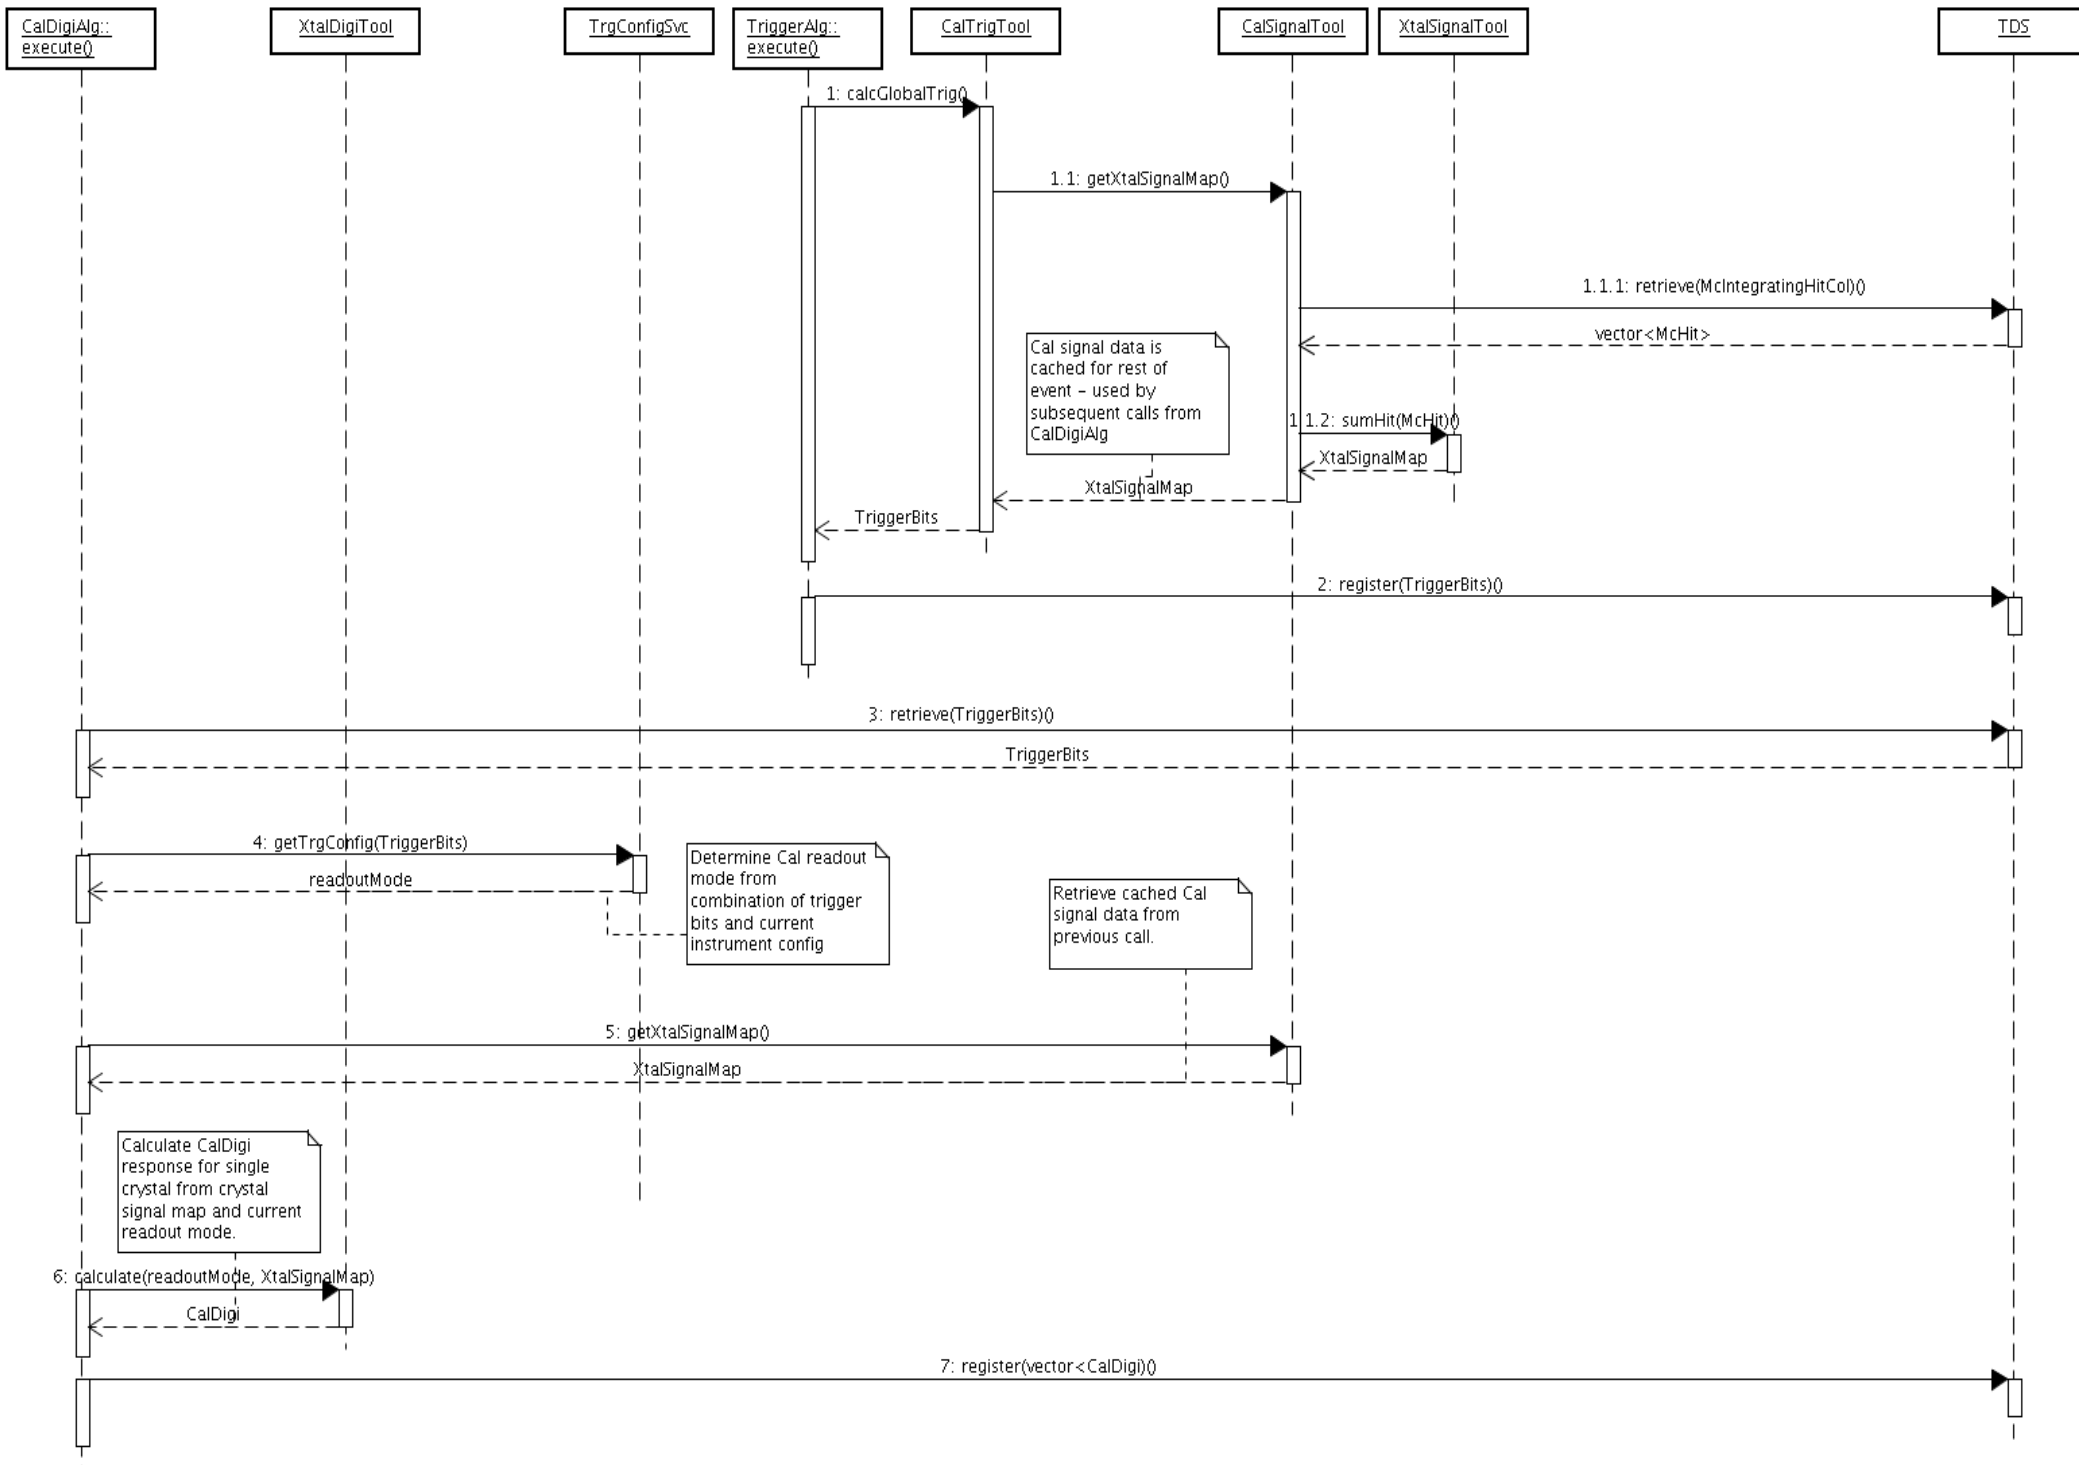 CalDigiAlg::
execute()
XtalDigiTool
TrgConfigSvc
TriggerAlg::
execute()
CalTrigTool
CalSignalTool
XtalSignalTool
TDS
1: calcGlobalTrig()
1.1: getXtalSignalMap()
1.1.1: retrieve(McIntegratingHitCol)()
vector<McHit>
Cal signal data is
cached for rest of
event - used by
subsequent calls from
CalDigiAlg
1.1.2: sumHit(McHit)()
XtalSignalMap
XtalSignalMap
TriggerBits
2: register(TriggerBits)()
3: retrieve(TriggerBits)()
TriggerBits
4: getTrgConfig(TriggerBits)
readoutMode
Determine Cal readout
mode from
combination of trigger
bits and current
instrument config
Retrieve cached Cal
signal data from
previous call.
5: getXtalSignalMap()
XtalSignalMap
Calculate CalDigi
response for single
crystal from crystal
signal map and current
readout mode.
6: calculate(readoutMode, XtalSignalMap)
CalDigi
7: register(vector<CalDigi)()